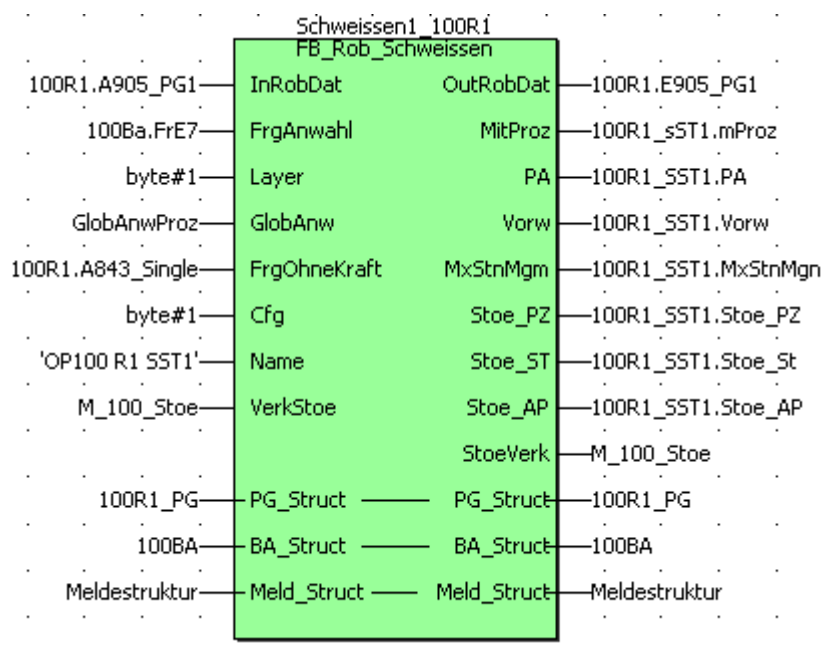 Schweissen1_100R1
FB_Rob_Schweissen
100R1.A905_PG1 InRobDat OutRobDat 100R1.E905_PG1
100Ba.FrE7 FrgAnwahl MitProz 100R1_sST1.mProz
byte#1 Layer PA 100R1_SST1.PA
GlobAnwProz GlobAnw Vorw 100R1_SST1.Vorw
100R1.A843_Single FrgOhneKraft MxStnMgm 100R1_SST1.MxStnMgn
byte#1 Cfg Stoe_PZ 100R1_SST1.Stoe_PZ
'OP100 R1 SST1' Name Stoe_ST 100R1_SST1.Stoe_St
M_100_Stoe VerkStoe Stoe_AP 100R1_SST1.Stoe_AP
StoeVerk M_100_Stoe
100R1_PG PG_Struct PG_Struct 100R1_PG
100BA BA_Struct BA_Struct 100BA
Meldestruktur Meld_Struct Meld_Struct Meldestruktur